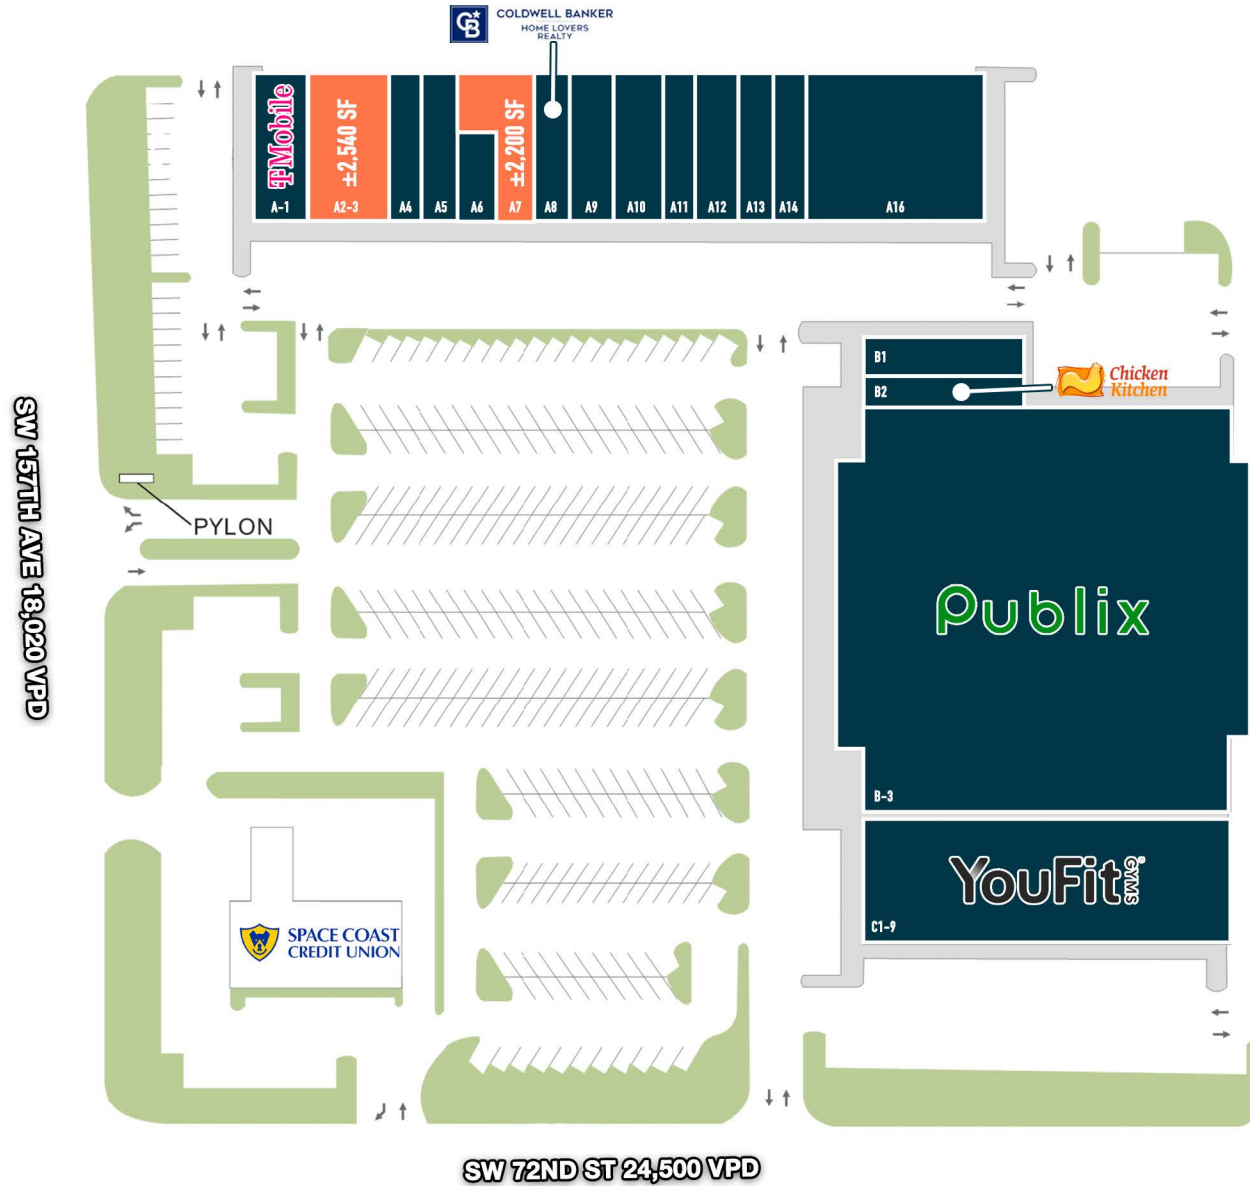 COLDWELL BANKER
HOME LOVERS
REALTY
T Mobile
±2,540 SF
±2,200 SF
A-1
A2-3
A4
A5
A6
A7
A8
A9
A10
A11
A12
A13
A14
A16
B1
B2
Chicken
Kitchen
SW 157TH AVE 18,020 VPD
PYLON
Publix
B-3
YouFit
GYMS
C1-9
SPACE COAST
CREDIT UNION
SW 72ND ST 24,500 VPD